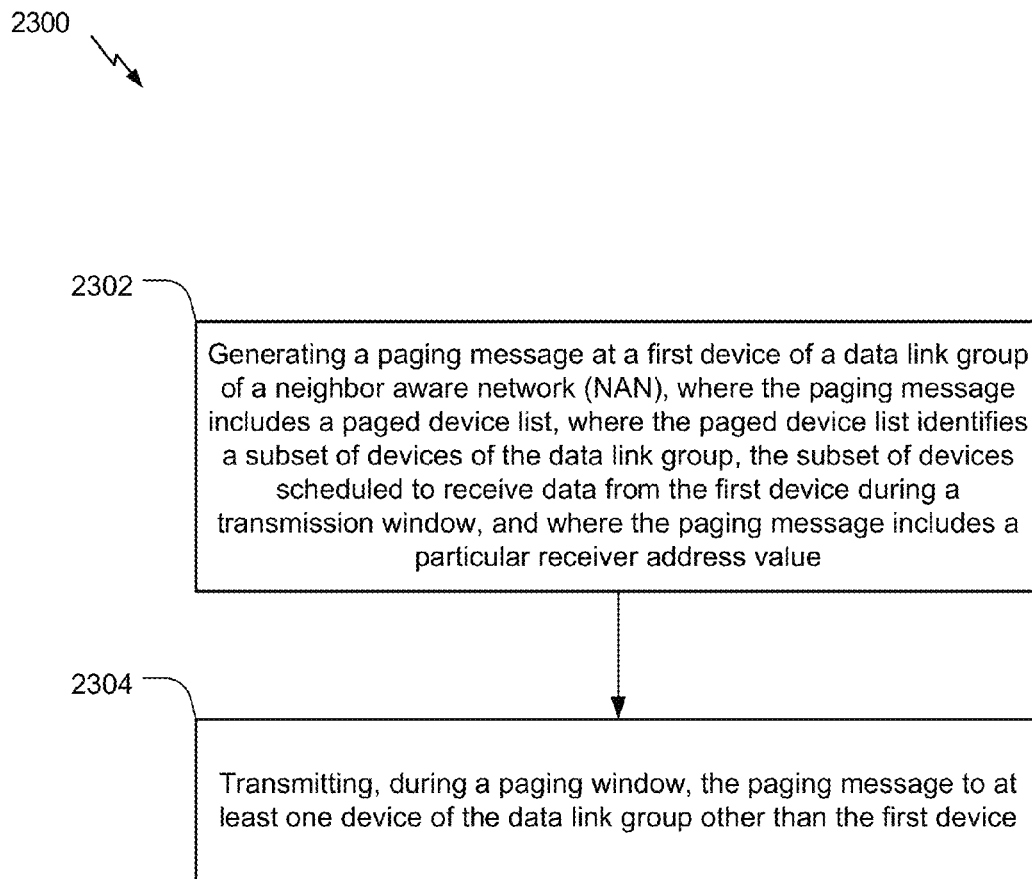 2300
2302
Generating a paging message at a first device of a data link group
of a neighbor aware network (NAN), where the paging message
includes a paged device list, where the paged device list identifies
a subset of devices of the data link group, the subset of devices
scheduled to receive data from the first device during a
transmission window, and where the paging message includes a
particular receiver address value
2304
Transmitting, during a paging window, the paging message to at
least one device of the data link group other than the first device